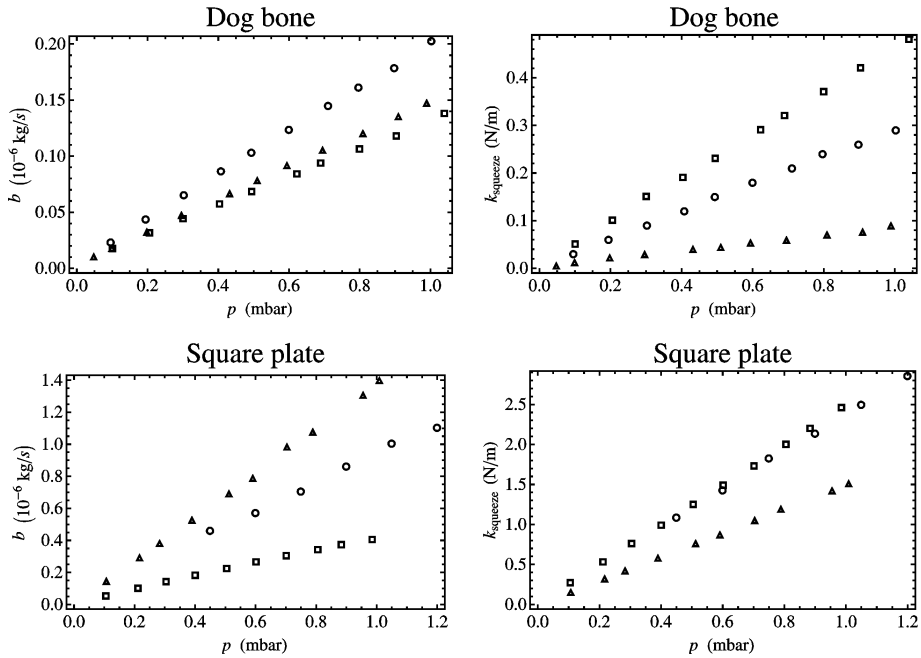 Dog bone
b (10⁻⁶ kg/s)
0.20
0.15
0.10
0.05
0.00
0.0 0.2 0.4 0.6 0.8 1.0
p (mbar)
Dog bone
k_squeeze (N/m)
0.4
0.3
0.2
0.1
0.0
0.0 0.2 0.4 0.6 0.8 1.0
p (mbar)
Square plate
b (10⁻⁶ kg/s)
1.4
1.2
1.0
0.8
0.6
0.4
0.2
0.0
0.0 0.2 0.4 0.6 0.8 1.0 1.2
p (mbar)
Square plate
k_squeeze (N/m)
2.5
2.0
1.5
1.0
0.5
0.0
0.0 0.2 0.4 0.6 0.8 1.0 1.2
p (mbar)